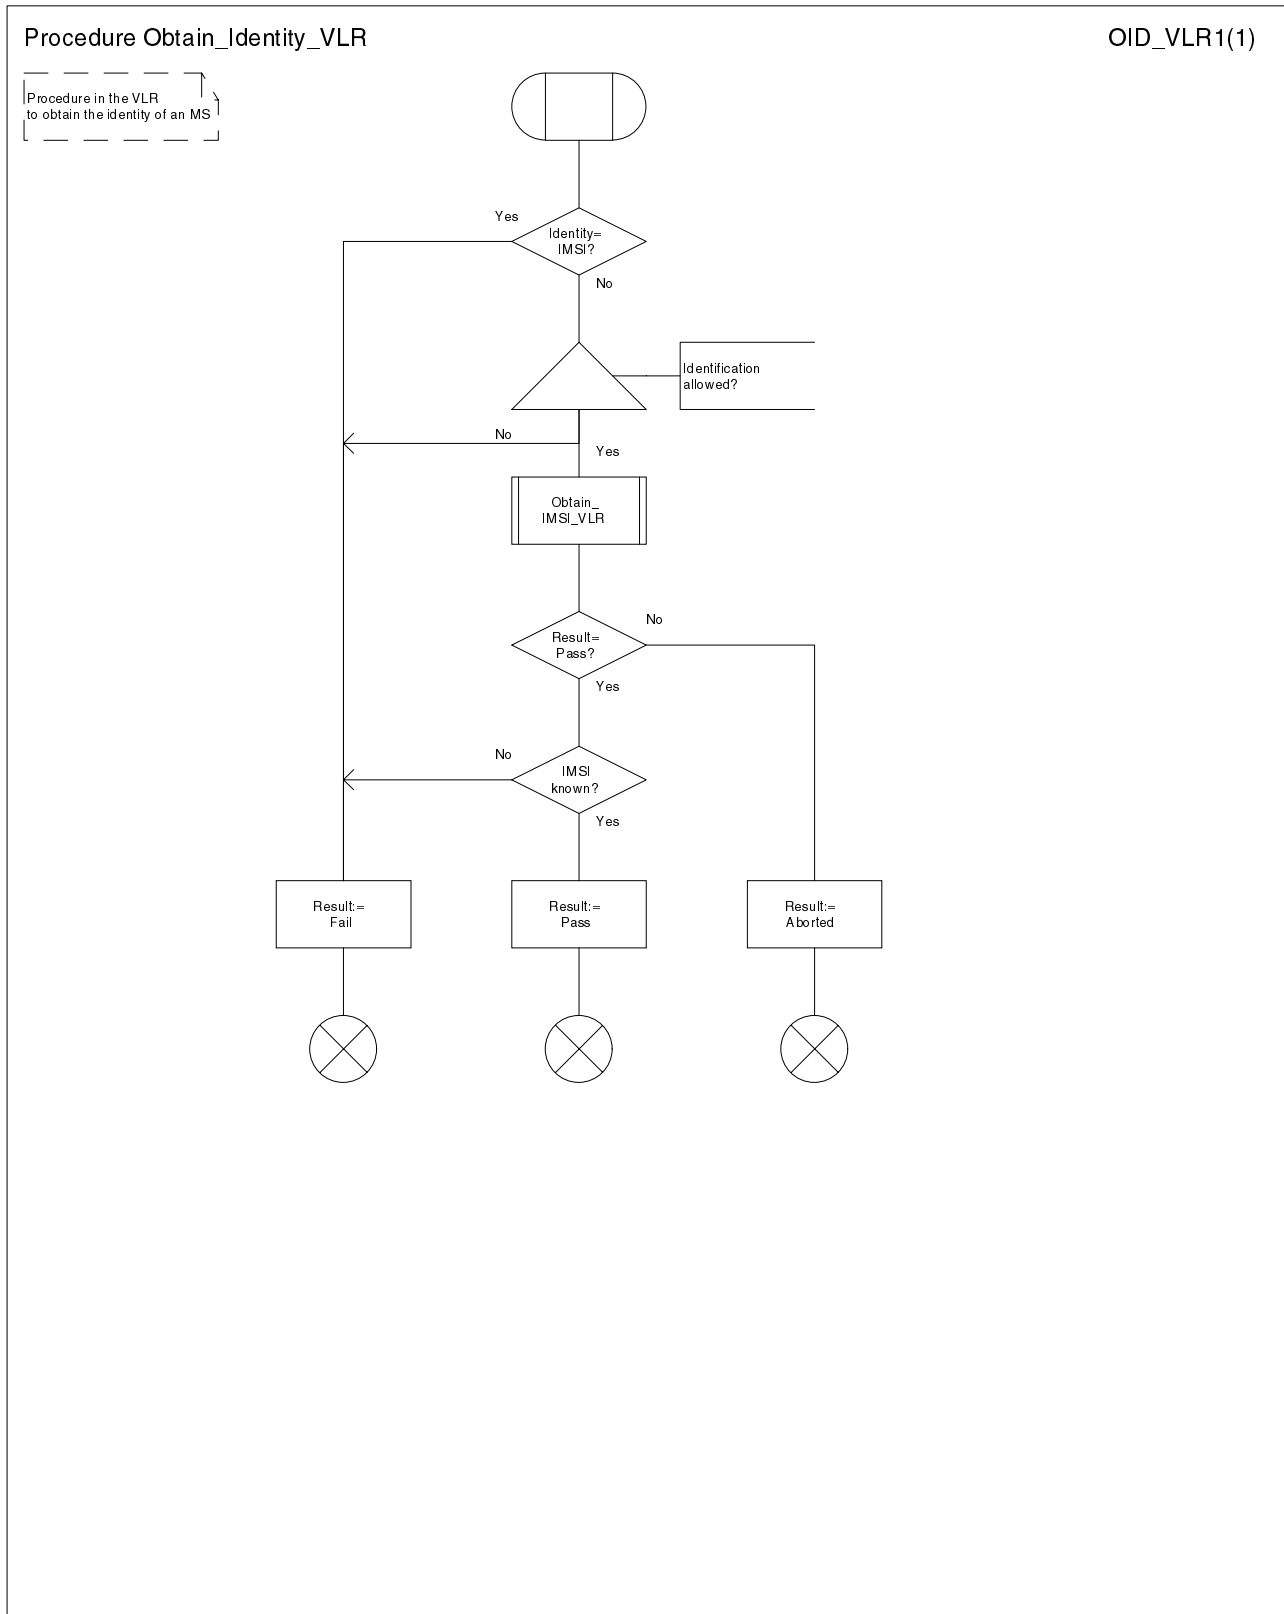 Procedure Obtain_Identity_VLR
OID_VLR1(1)
Procedure in the VLR
to obtain the identity of an MS
Yes
Identity=
IMSI?
No
Identification
allowed?
No
Yes
Obtain_
IMSI_VLR
No
Result=
Pass?
Yes
No
IMSI
known?
Yes
Result:=
Fail
Result:=
Pass
Result:=
Aborted